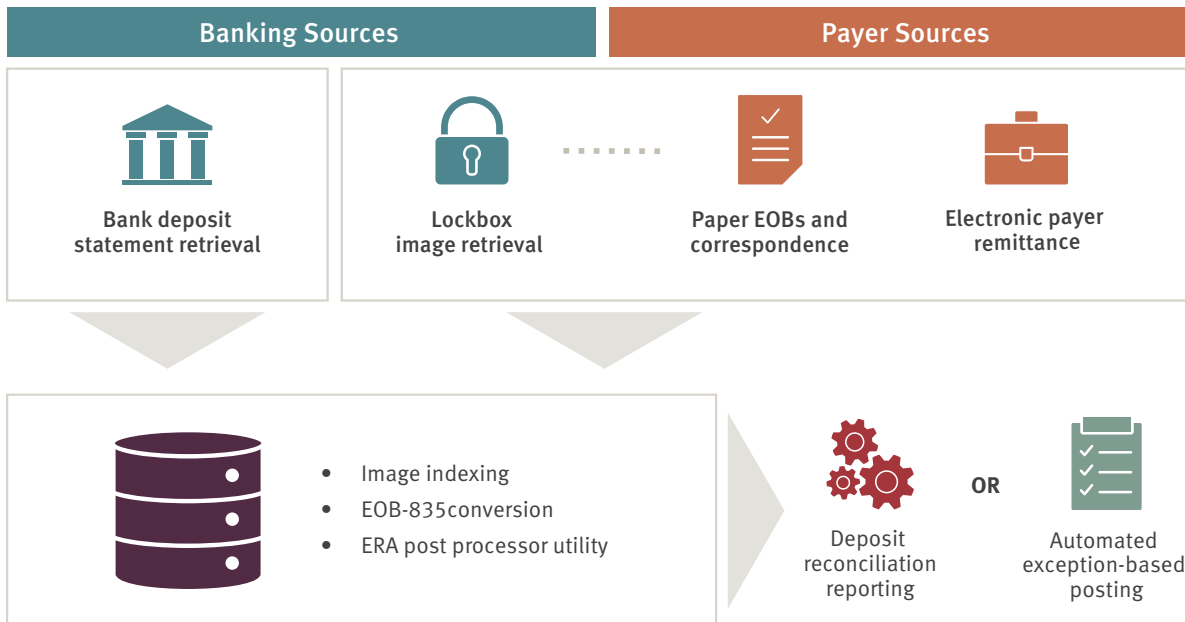 Banking Sources
Payer Sources
Bank deposit
statement retrieval
Lockbox
image retrieval
Paper EOBs and
correspondence
Electronic payer
remittance
• Image indexing
• EOB-835conversion
• ERA post processor utility
Deposit
reconciliation
reporting
OR
Automated
exception-based
posting